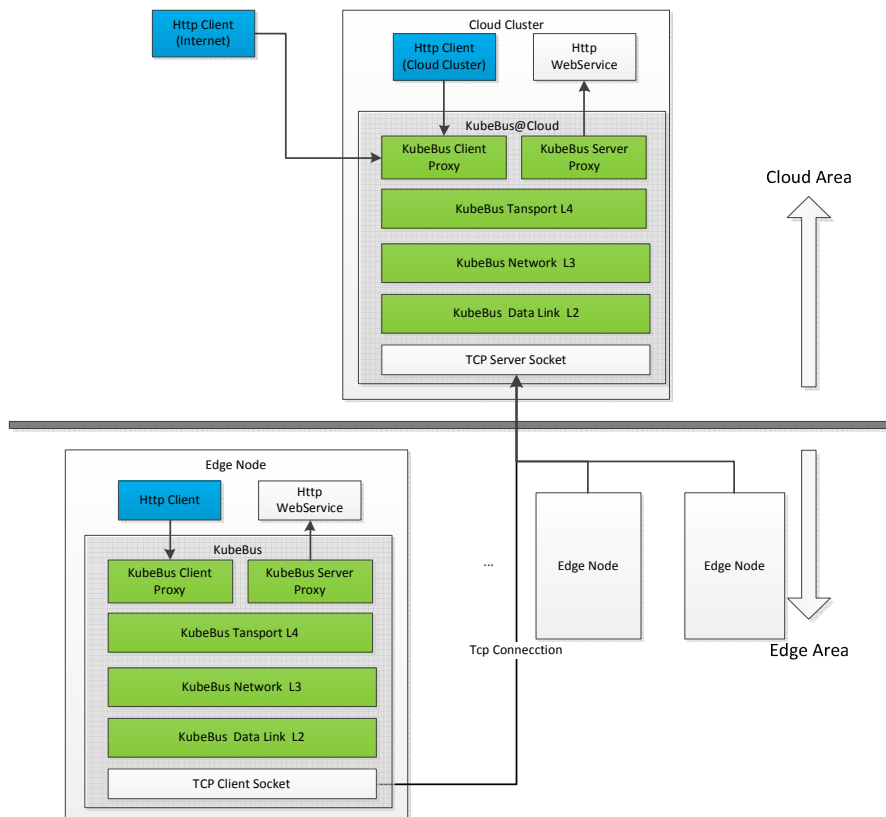 Http Client
(Internet)
Cloud Cluster
Http Client
(Cloud Cluster)
Http
WebService
KubeBus@Cloud
KubeBus Client
Proxy
KubeBus Server
Proxy
KubeBus Tansport L4
KubeBus Network  L3
KubeBus  Data Link  L2
TCP Server Socket
Cloud Area
Edge Node
Http Client
Http
WebService
KubeBus
KubeBus Client
Proxy
KubeBus Server
Proxy
KubeBus Tansport L4
KubeBus Network  L3
KubeBus  Data Link  L2
TCP Client Socket
...
Tcp Connecction
Edge Node
Edge Node
Edge Area